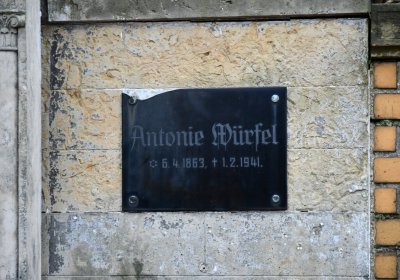 Antonie Würfel
✩ 6.4.1863, ✝ 1.2.1941.